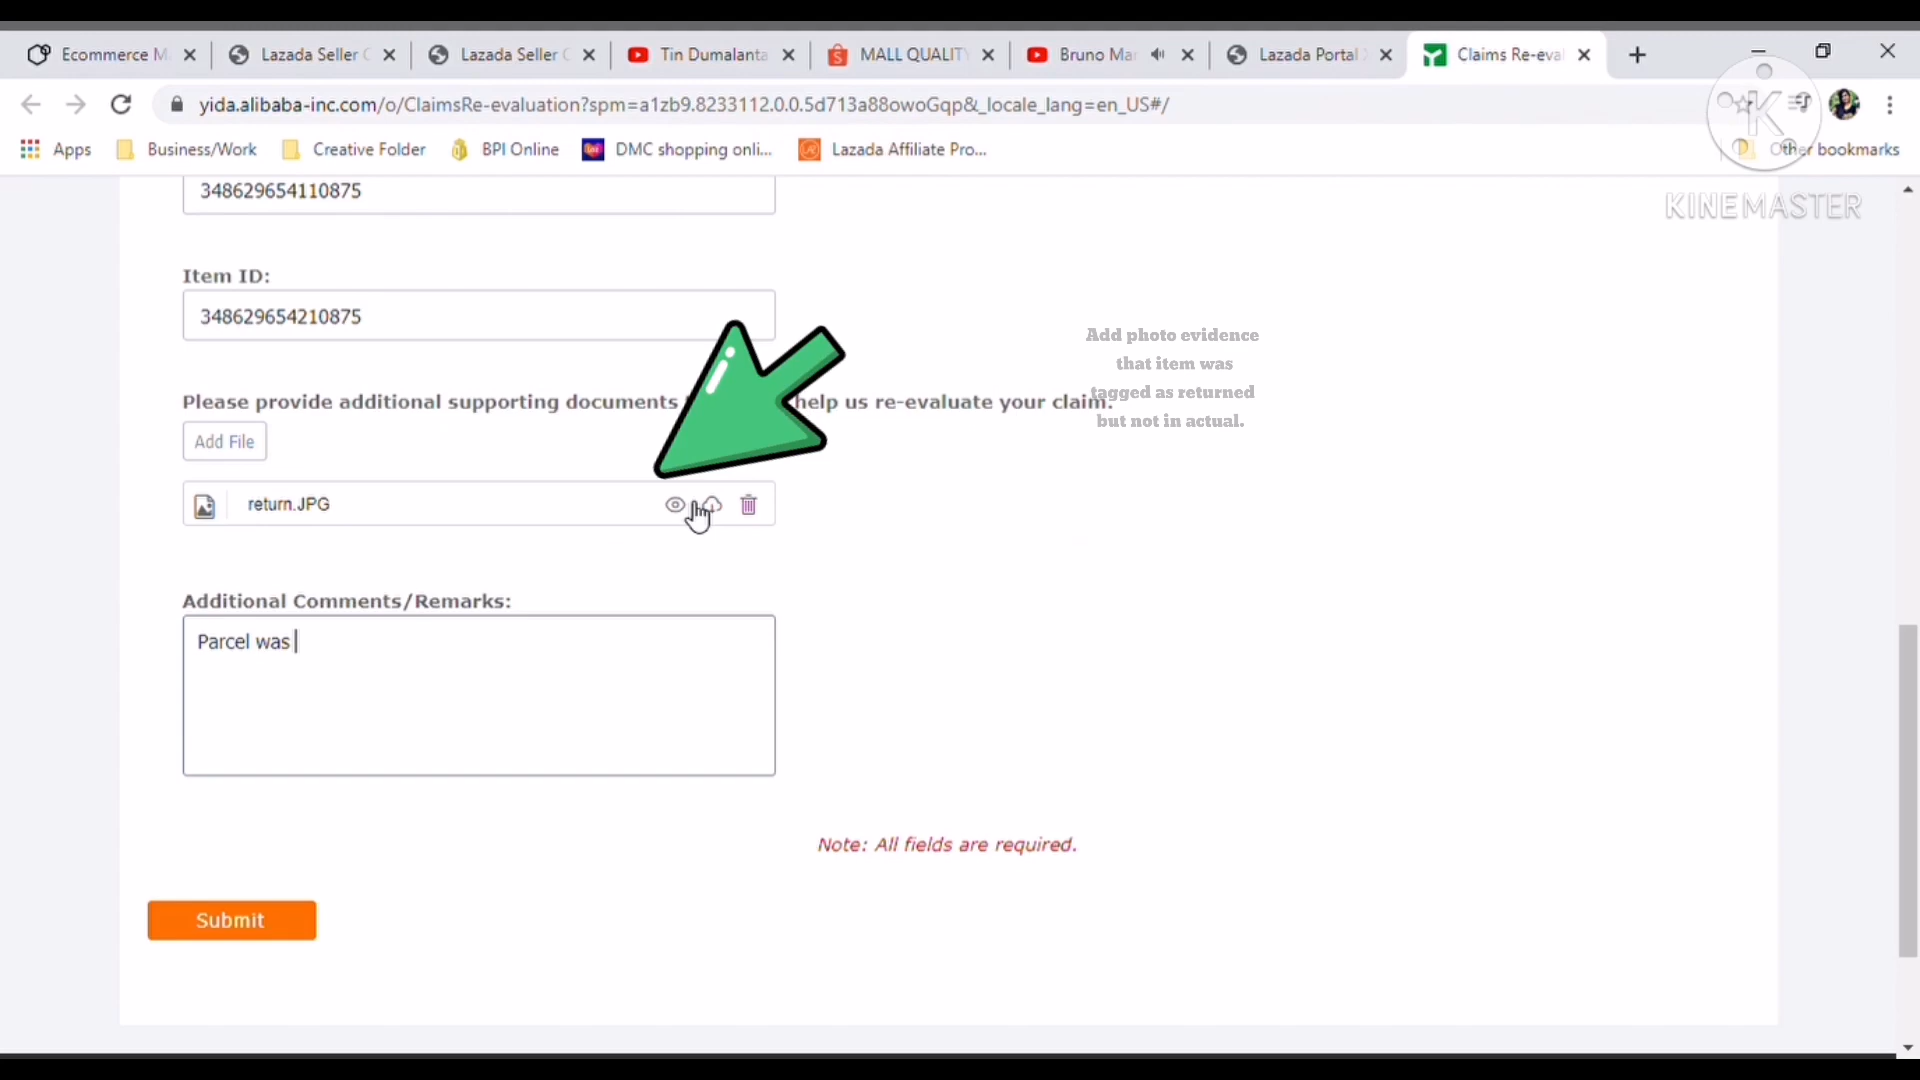 Ecommerce M
Lazada Seller C
Lazada Seller C
Tin Dumalanta
MALL QUALITY
Bruno Mar
Lazada Portal
Claims Re-eval
yida.alibaba-inc.com/o/ClaimsRe-evaluation?spm=a1zb9.8233112.0.0.5d713a88owoGqp&_locale_lang=en_US#/
Apps
Business/Work
Creative Folder
BPI Online
DMC shopping onli...
Lazada Affiliate Pro...
Other bookmarks
K
KINEMASTER
348629654110875
Item ID:
348629654210875
Add photo evidence
that item was
tagged as returned
but not in actual.
Please provide additional supporting documents help us re-evaluate your claim.
Add File
return.JPG
Additional Comments/Remarks:
Parcel was
Note: All fields are required.
Submit